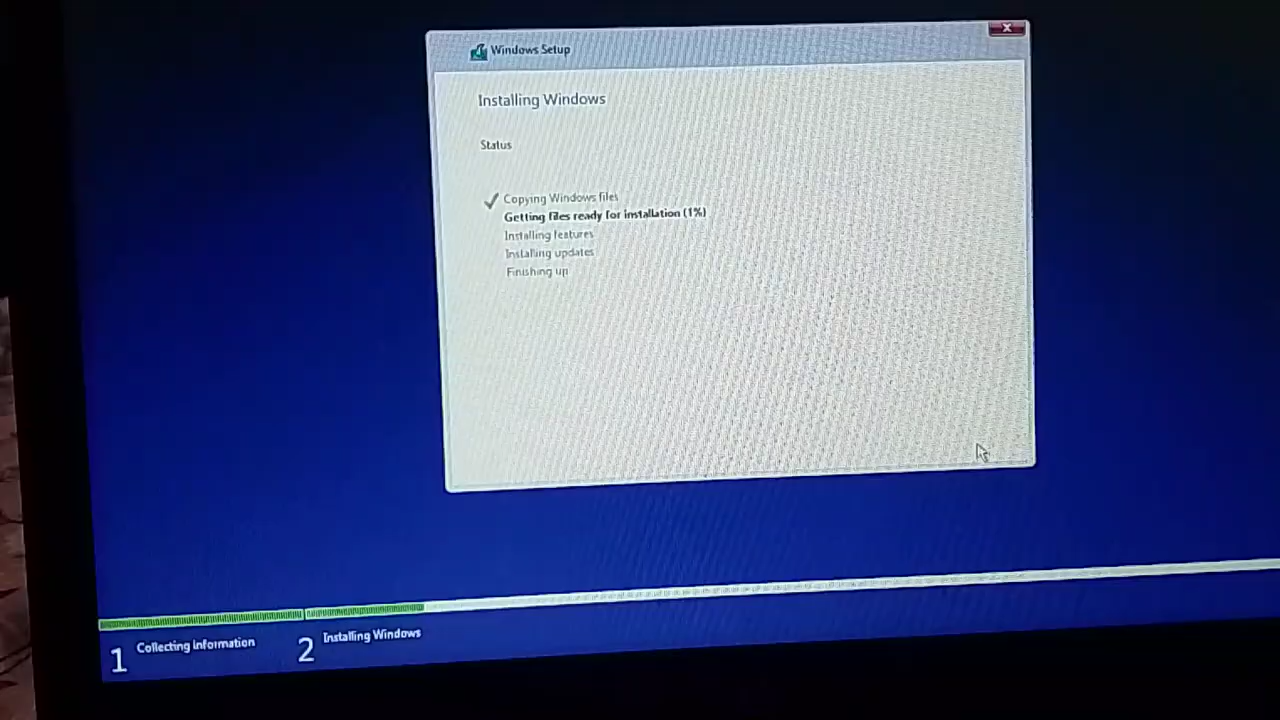 Windows Setup
Installing Windows
Status
Copying Windows files
Getting files ready for installation (1%)
Installing features
Installing updates
Finishing up
1 Collecting information
2 Installing Windows